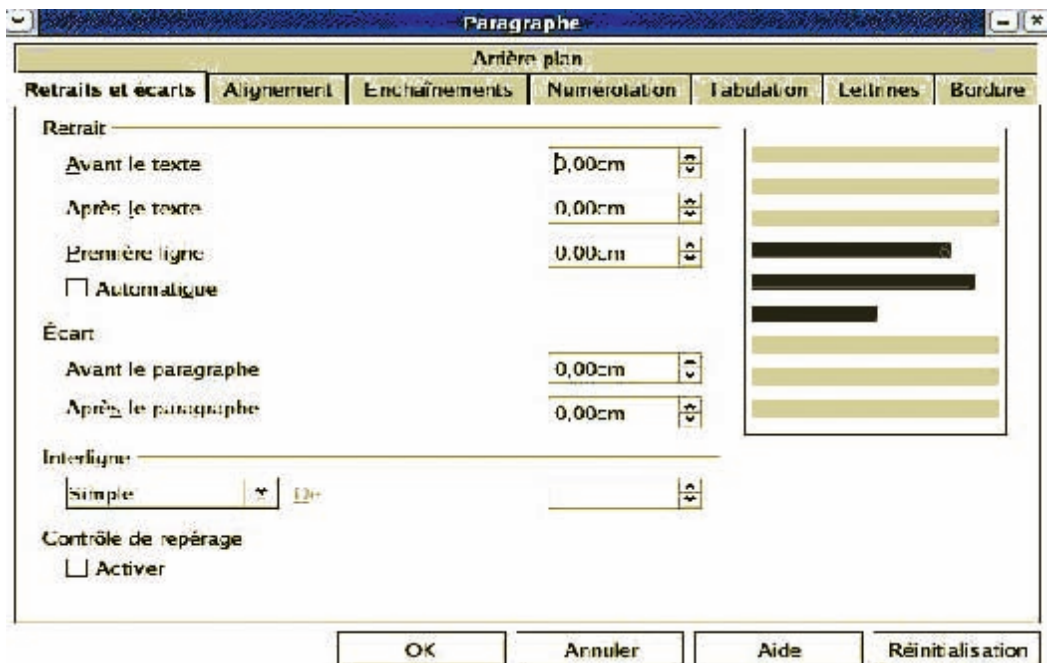 Paragraphe
Arrière plan
Retraits et écarts Alignement Enchaînements Numérotation Tabulation Lettrines Bordure
Retrait
Avant le texte 0,00cm
Après le texte 0,00cm
Première ligne 0,00cm
Automatique
Écart
Avant le paragraphe 0,00cm
Après le paragraphe 0,00cm
Interligne
Simple De
Contrôle de repérage
Activer
OK Annuler Aide Réinitialisation